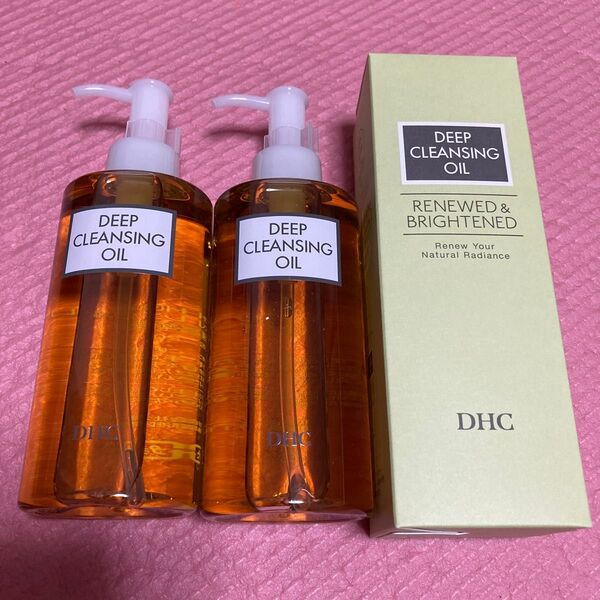 DEEP
CLEANSING
OIL
DHC
DEEP
CLEANSING
OIL
DHC
DEEP
CLEANSING
OIL
RENEWED &
BRIGHTENED
Renew Your
Natural Radiance
DHC